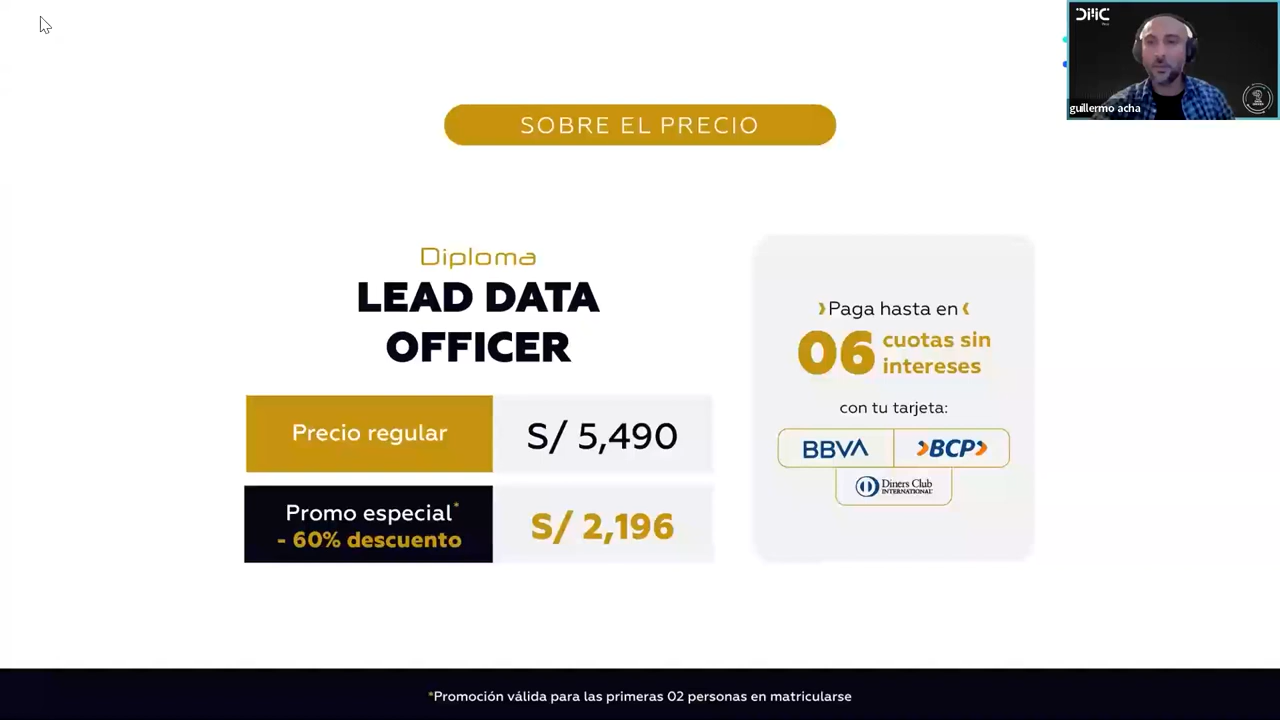 DMC
guillermo acha
SOBRE EL PRECIO
Diploma
LEAD DATA
OFFICER
Precio regular
S/ 5,490
Promo especial*
- 60% descuento
S/ 2,196
Paga hasta en
06 cuotas sin
intereses
con tu tarjeta:
BBVA
BCP
Diners Club
INTERNATIONAL
*Promoción válida para las primeras 02 personas en matricularse